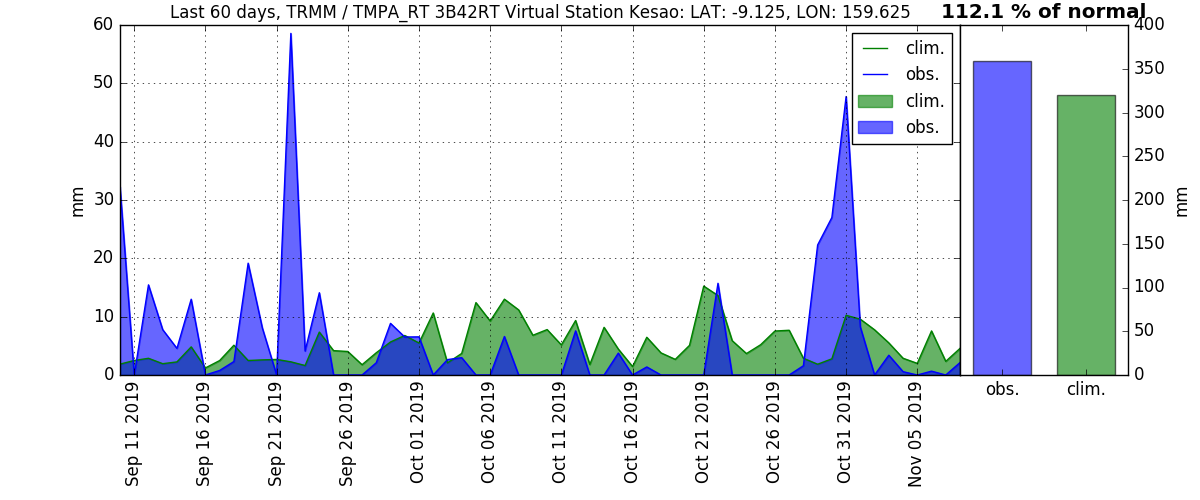 Last 60 days, TRMM / TMPA_RT 3B42RT Virtual Station Kesao: LAT: -9.125, LON: 159.625
112.1 % of normal
60
50
40
30
20
10
0
mm
clim.
obs.
clim.
obs.
400
350
300
250
200
150
100
50
0
mm
Sep 11 2019
Sep 16 2019
Sep 21 2019
Sep 26 2019
Oct 01 2019
Oct 06 2019
Oct 11 2019
Oct 16 2019
Oct 21 2019
Oct 26 2019
Oct 31 2019
Nov 05 2019
obs.
clim.